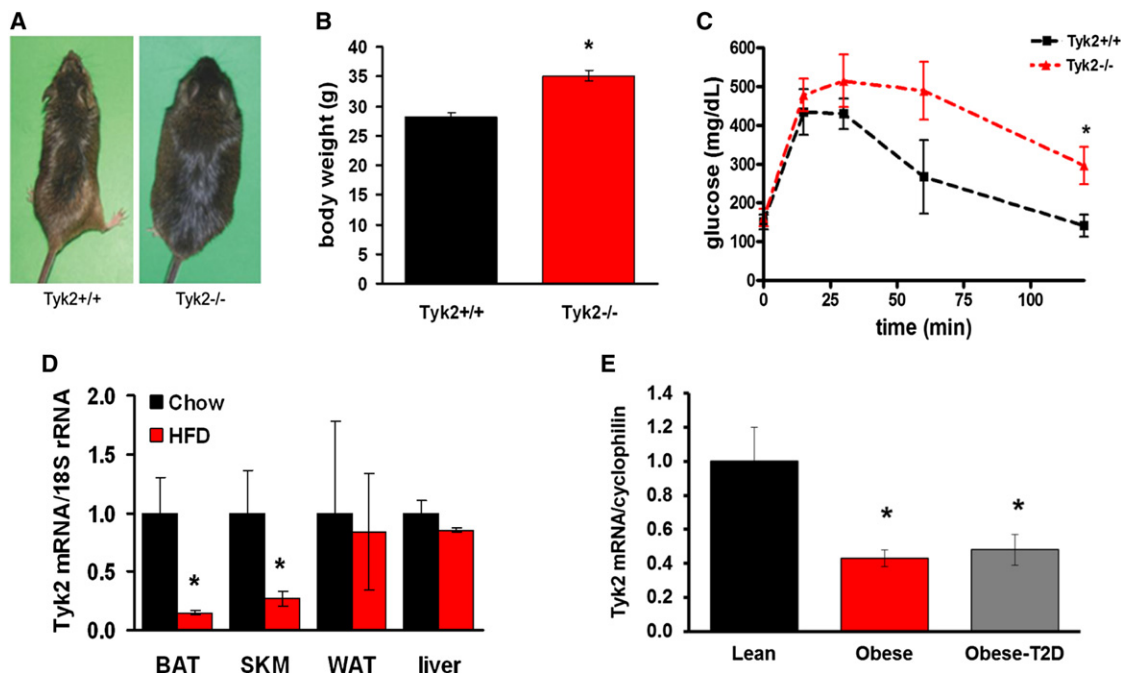 A
Tyk2+/+
Tyk2-/-
B
body weight (g)
40
35
30
25
20
15
10
5
0
*
Tyk2+/+
Tyk2-/-
C
Tyk2+/+
Tyk2-/-
glucose (mg/dL)
600
500
400
300
200
100
0
*
0
25
50
75
100
time (min)
D
Tyk2 mRNA/18S rRNA
2.0
1.5
1.0
0.5
0.0
Chow
HFD
*
*
BAT
SKM
WAT
liver
E
Tyk2 mRNA/cyclophilin
1.4
1.2
1.0
0.8
0.6
0.4
0.2
0.0
*
*
Lean
Obese
Obese-T2D